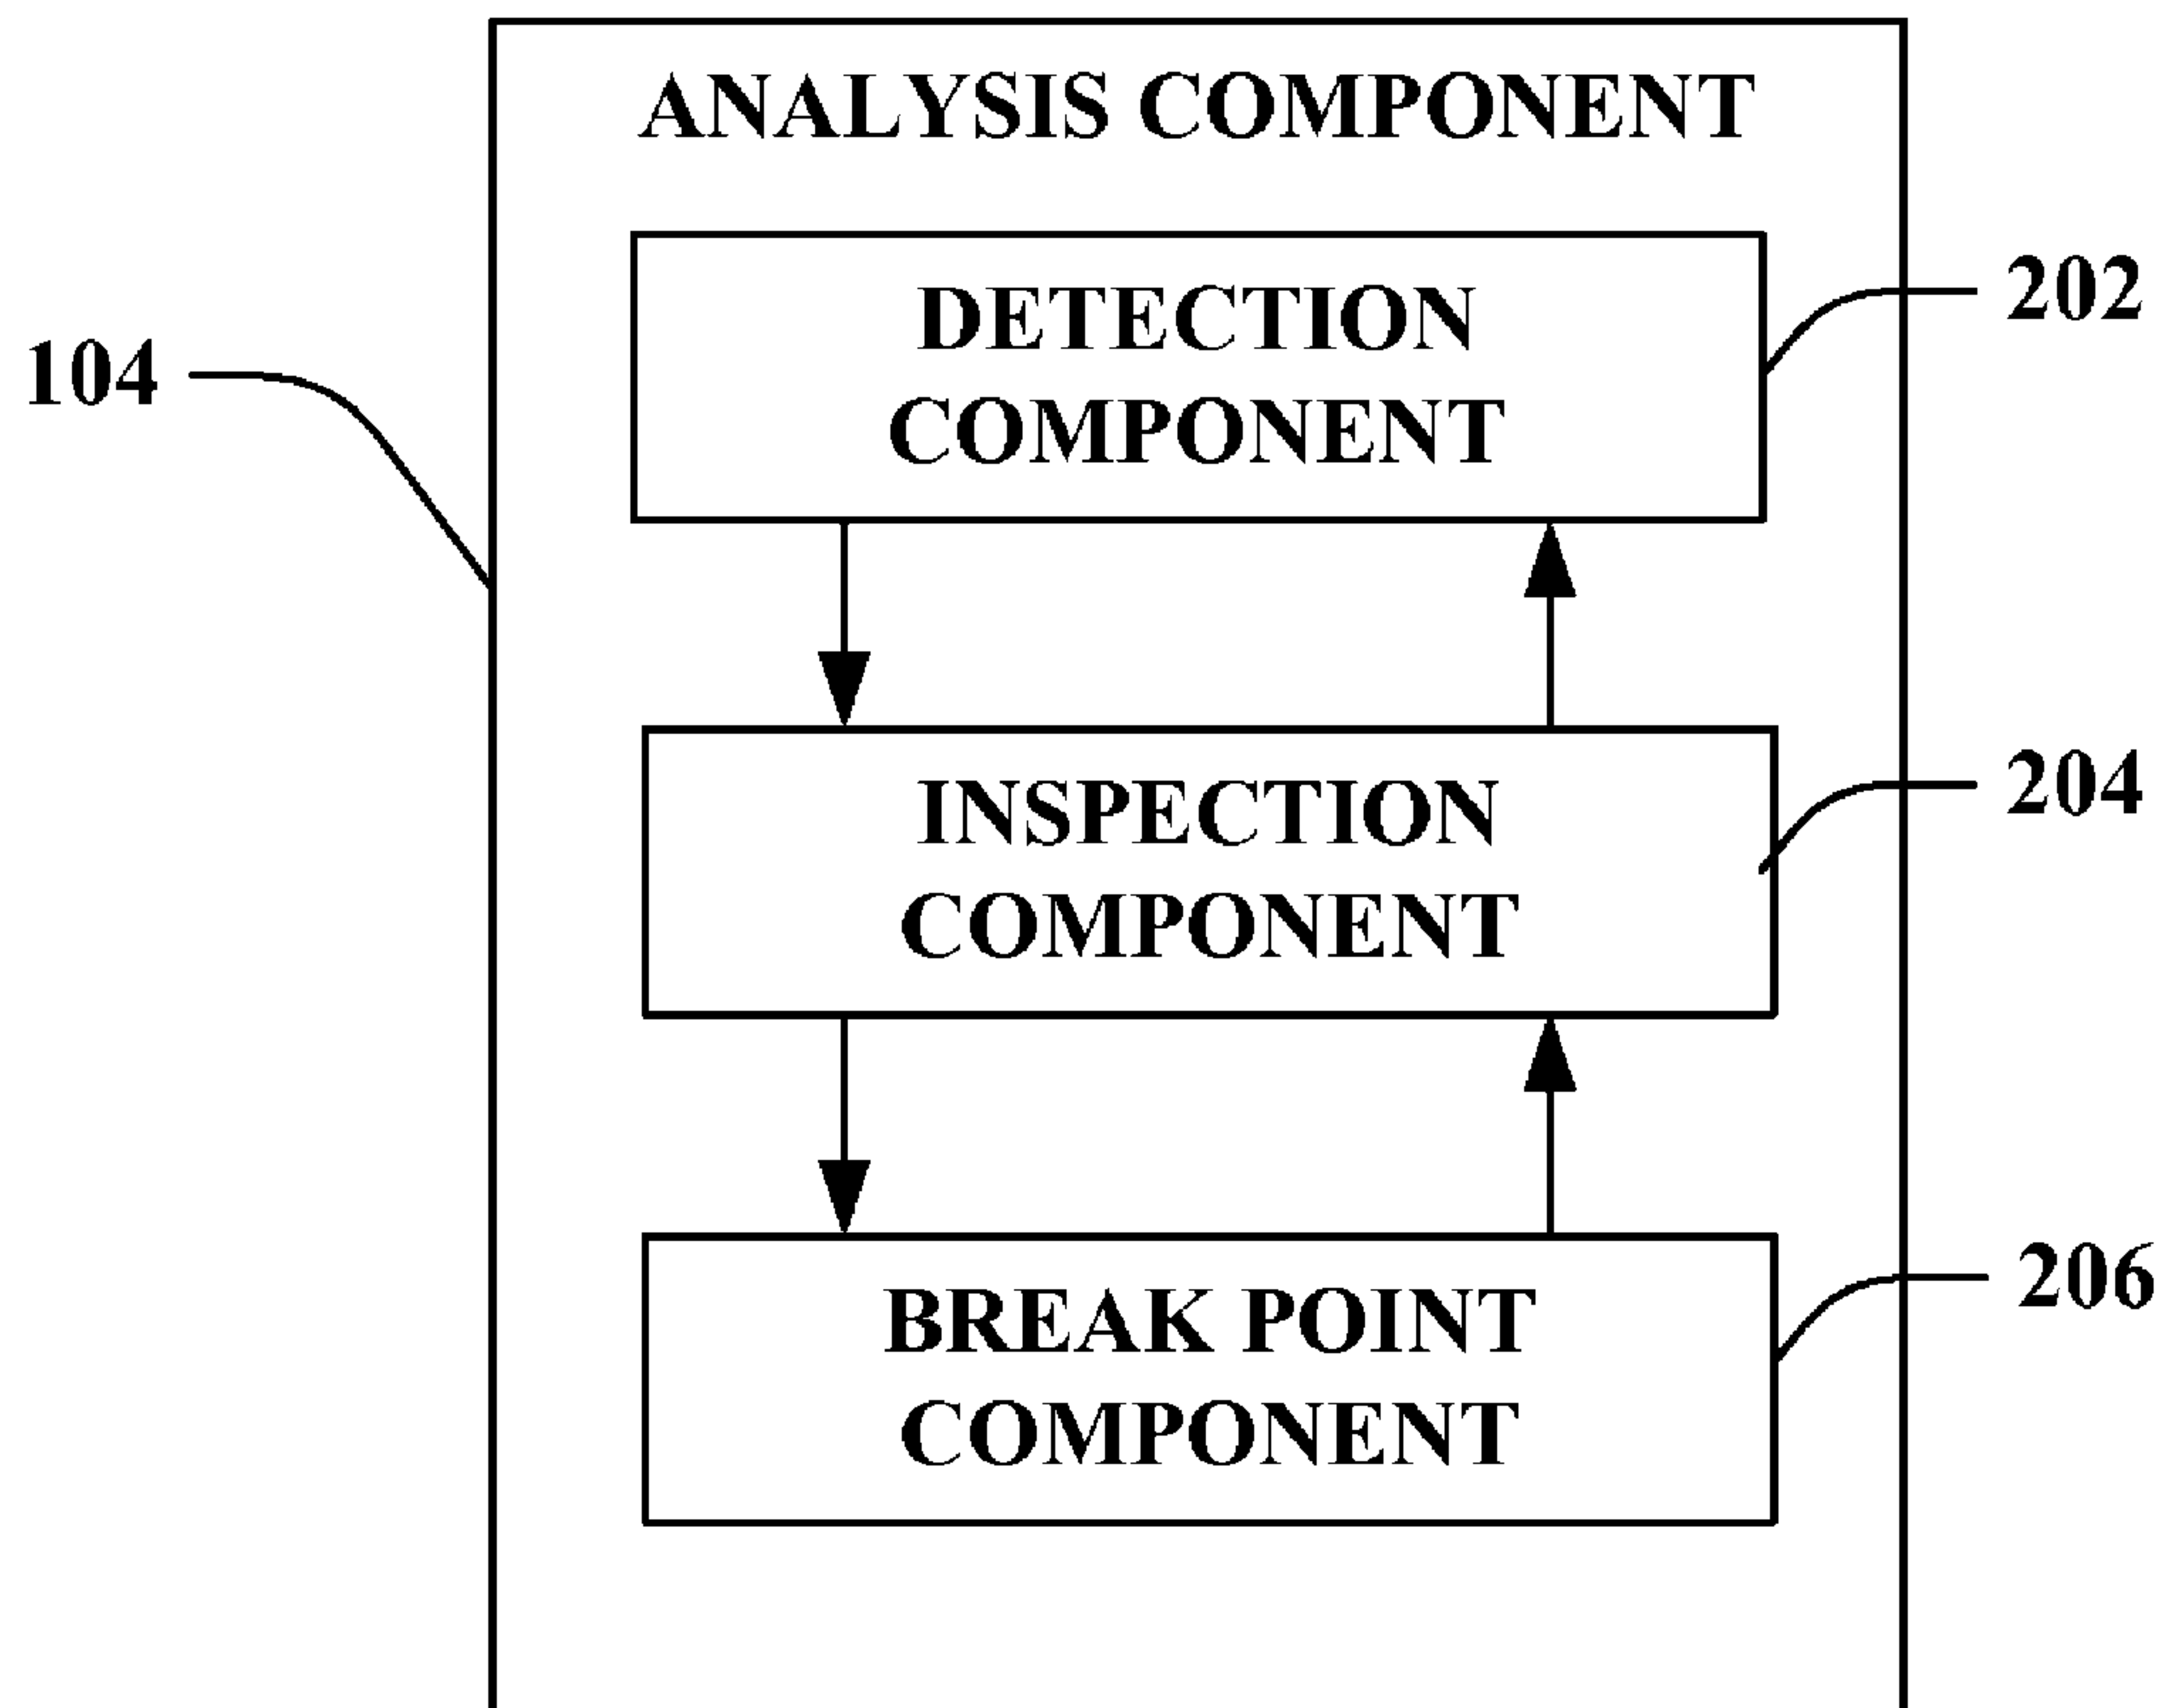 ANALYSIS COMPONENT
DETECTION
COMPONENT
202
104
INSPECTION
COMPONENT
204
BREAK POINT
COMPONENT
206